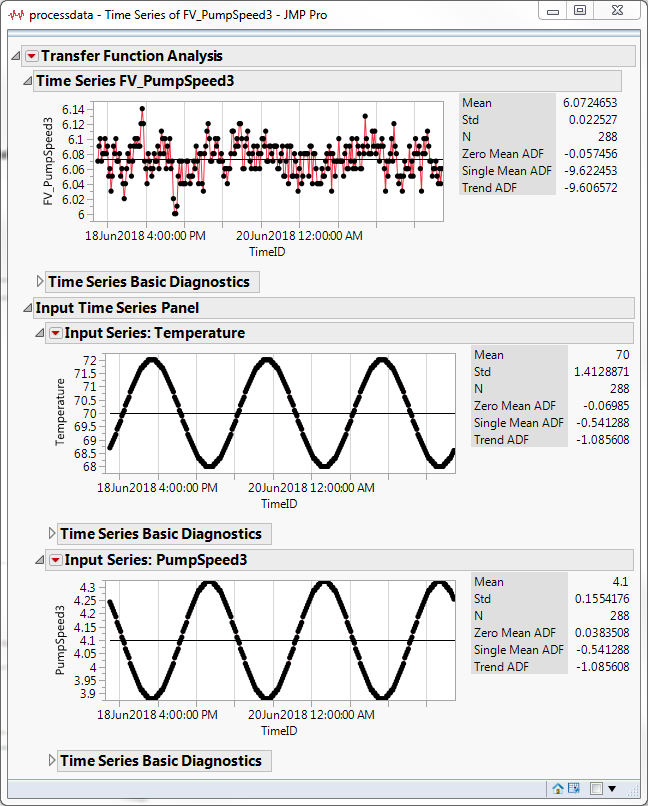 processdata - Time Series of FV_PumpSpeed3 - JMP Pro
Transfer Function Analysis
Time Series FV_PumpSpeed3
FV_PumpSpeed3
6.14
6.12
6.1
6.08
6.06
6.04
6.02
6
18Jun2018 4:00:00 PM 20Jun2018 12:00:00 AM
TimeID
Mean 6.0724653
Std 0.022527
N 288
Zero Mean ADF -0.057456
Single Mean ADF -9.622453
Trend ADF -9.606572
Time Series Basic Diagnostics
Input Time Series Panel
Input Series: Temperature
Temperature
72
71.5
71
70.5
70
69.5
69
68.5
68
18Jun2018 4:00:00 PM 20Jun2018 12:00:00 AM
TimeID
Mean 70
Std 1.4128871
N 288
Zero Mean ADF -0.06985
Single Mean ADF -0.541288
Trend ADF -1.085608
Time Series Basic Diagnostics
Input Series: PumpSpeed3
PumpSpeed3
4.3
4.25
4.2
4.15
4.1
4.05
4
3.95
3.9
18Jun2018 4:00:00 PM 20Jun2018 12:00:00 AM
TimeID
Mean 4.1
Std 0.1554176
N 288
Zero Mean ADF 0.0383508
Single Mean ADF -0.541288
Trend ADF -1.085608
Time Series Basic Diagnostics